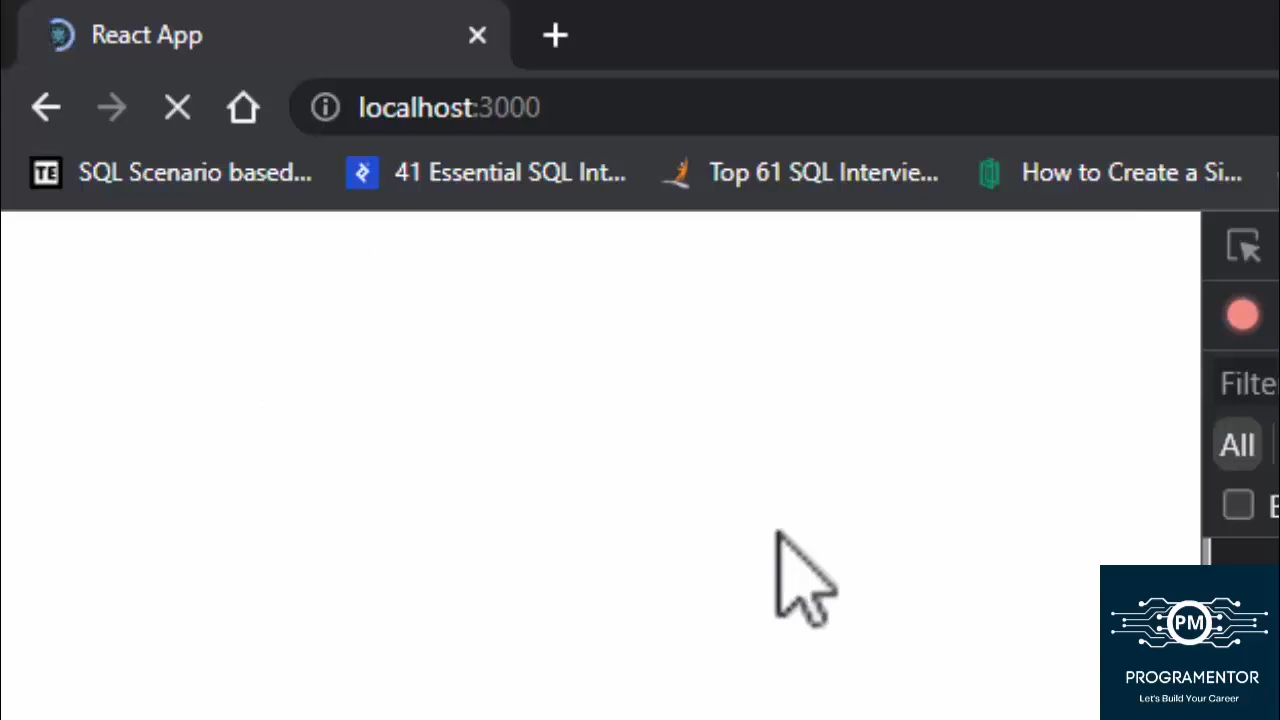 React App
localhost:3000
TE SQL Scenario based... 41 Essential SQL Int... Top 61 SQL Intervie... How to Create a Si...
Filte
All
PM
PROGRAMENTOR
Let's Build Your Career